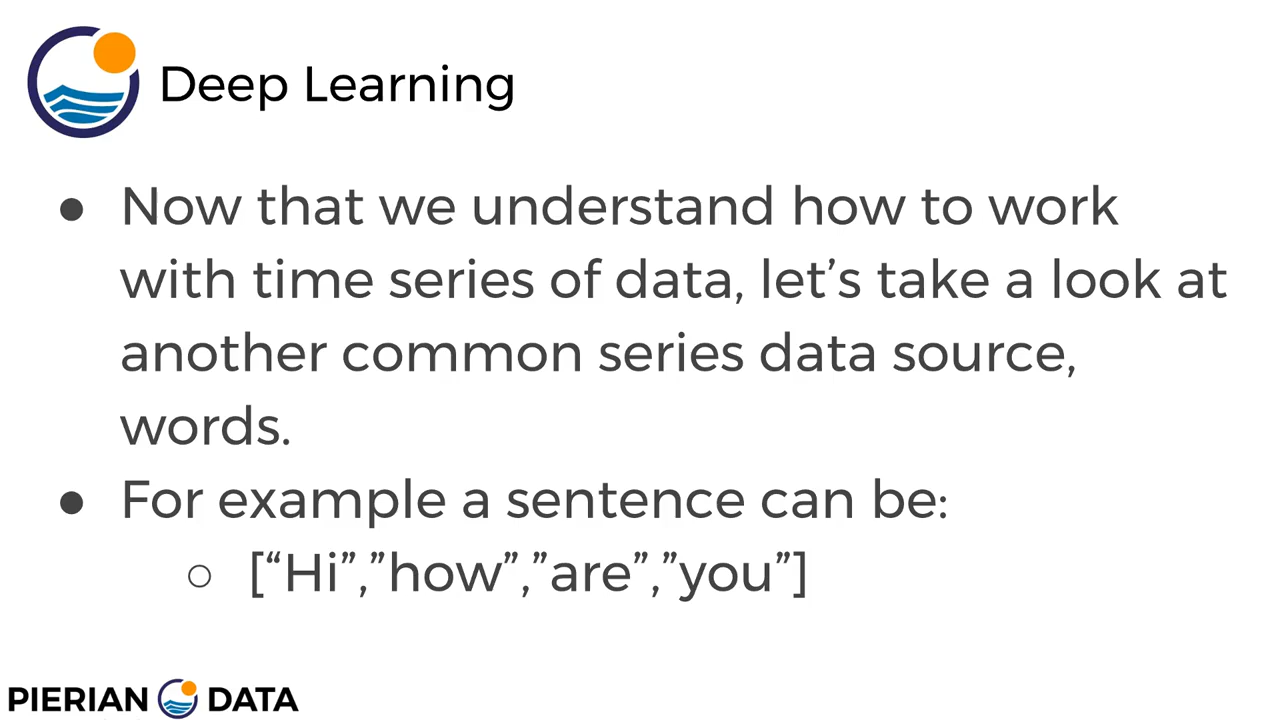 Deep Learning
● Now that we understand how to work
with time series of data, let’s take a look at
another common series data source,
words.
● For example a sentence can be:
○ [“Hi”,”how”,”are”,”you”]
PIERIAN DATA